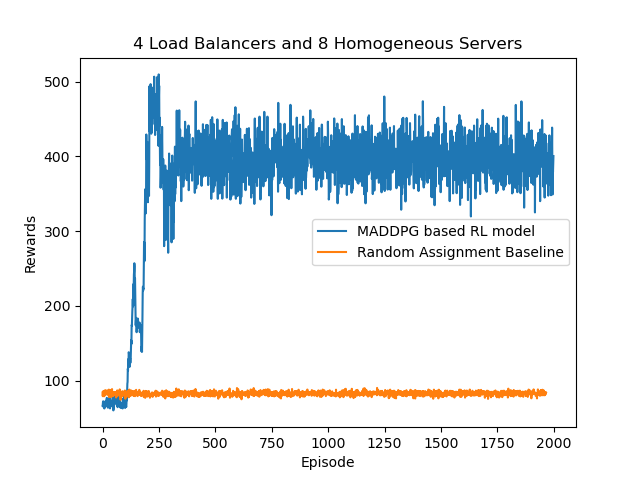 4 Load Balancers and 8 Homogeneous Servers
500
400
300
200
100
Rewards
MADDPG based RL model
Random Assignment Baseline
0 250 500 750 1000 1250 1500 1750 2000
Episode